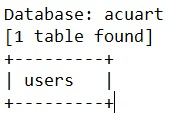 Database: acuart
[1 table found]
+---------+
| users   |
+---------+